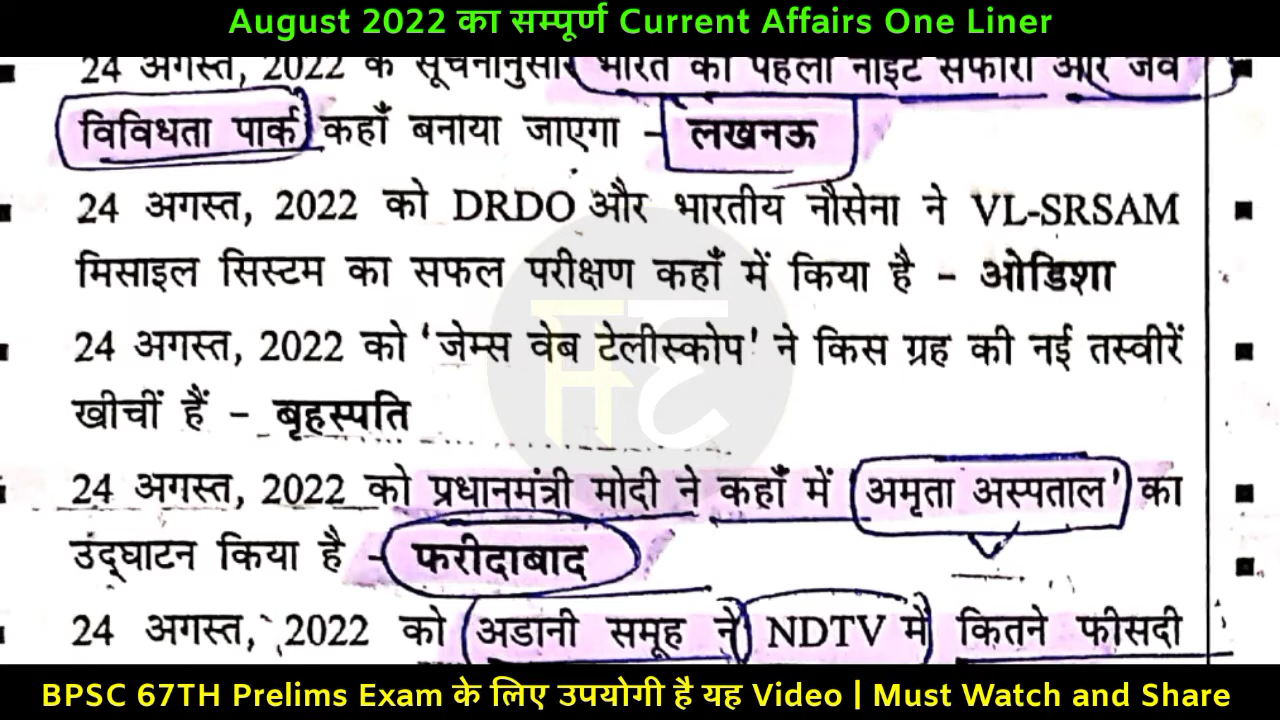 August 2022 का सम्पूर्ण Current Affairs One Liner
24 अगस्त, 2022 के सूचनानुसार भारत का पहला नाइट सफारी और जैव
विविधता पार्क कहाँ बनाया जाएगा - लखनऊ
24 अगस्त, 2022 को DRDO और भारतीय नौसेना ने VL-SRSAM
मिसाइल सिस्टम का सफल परीक्षण कहाँ में किया है - ओडिशा
24 अगस्त, 2022 को 'जेम्स वेब टेलीस्कोप' ने किस ग्रह की नई तस्वीरें
खीचीं हैं - बृहस्पति
24 अगस्त, 2022 को प्रधानमंत्री मोदी ने कहाँ में 'अमृता अस्पताल' का
उद्घाटन किया है - फरीदाबाद
24 अगस्त, 2022 को अडानी समूह ने NDTV में कितने फीसदी
BPSC 67TH Prelims Exam के लिए उपयोगी है यह Video | Must Watch and Share